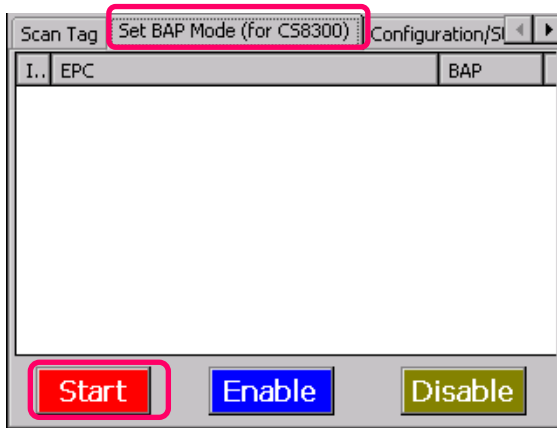 Scan Tag Set BAP Mode (for CS8300) Configuration/S
I.. EPC BAP
Start Enable Disable